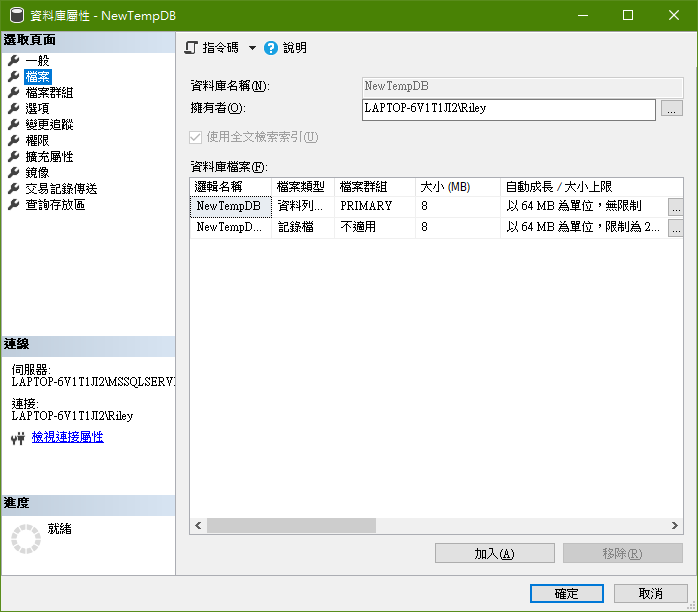 資料庫屬性 - NewTempDB
選取頁面
一般
檔案
檔案群組
選項
變更追蹤
權限
擴充屬性
鏡像
交易記錄傳送
查詢存放區
連線
伺服器:
LAPTOP-6V1T1JI2\MSSQLSERV
連接:
LAPTOP-6V1T1JI2\Riley
檢視連接屬性
進度
就緒
指令碼 說明
資料庫名稱(N): NewTempDB
擁有者(O): LAPTOP-6V1T1JI2\Riley ...
使用全文檢索索引(U)
資料庫檔案(F):
邏輯名稱 檔案類型 檔案群組 大小 (MB) 自動成長 / 大小上限
NewTempDB 資料列... PRIMARY 8 以 64 MB 為單位，無限制 ...
NewTempD... 記錄檔 不適用 8 以 64 MB 為單位，限制為 2... ...
加入(A) 移除(R)
確定 取消